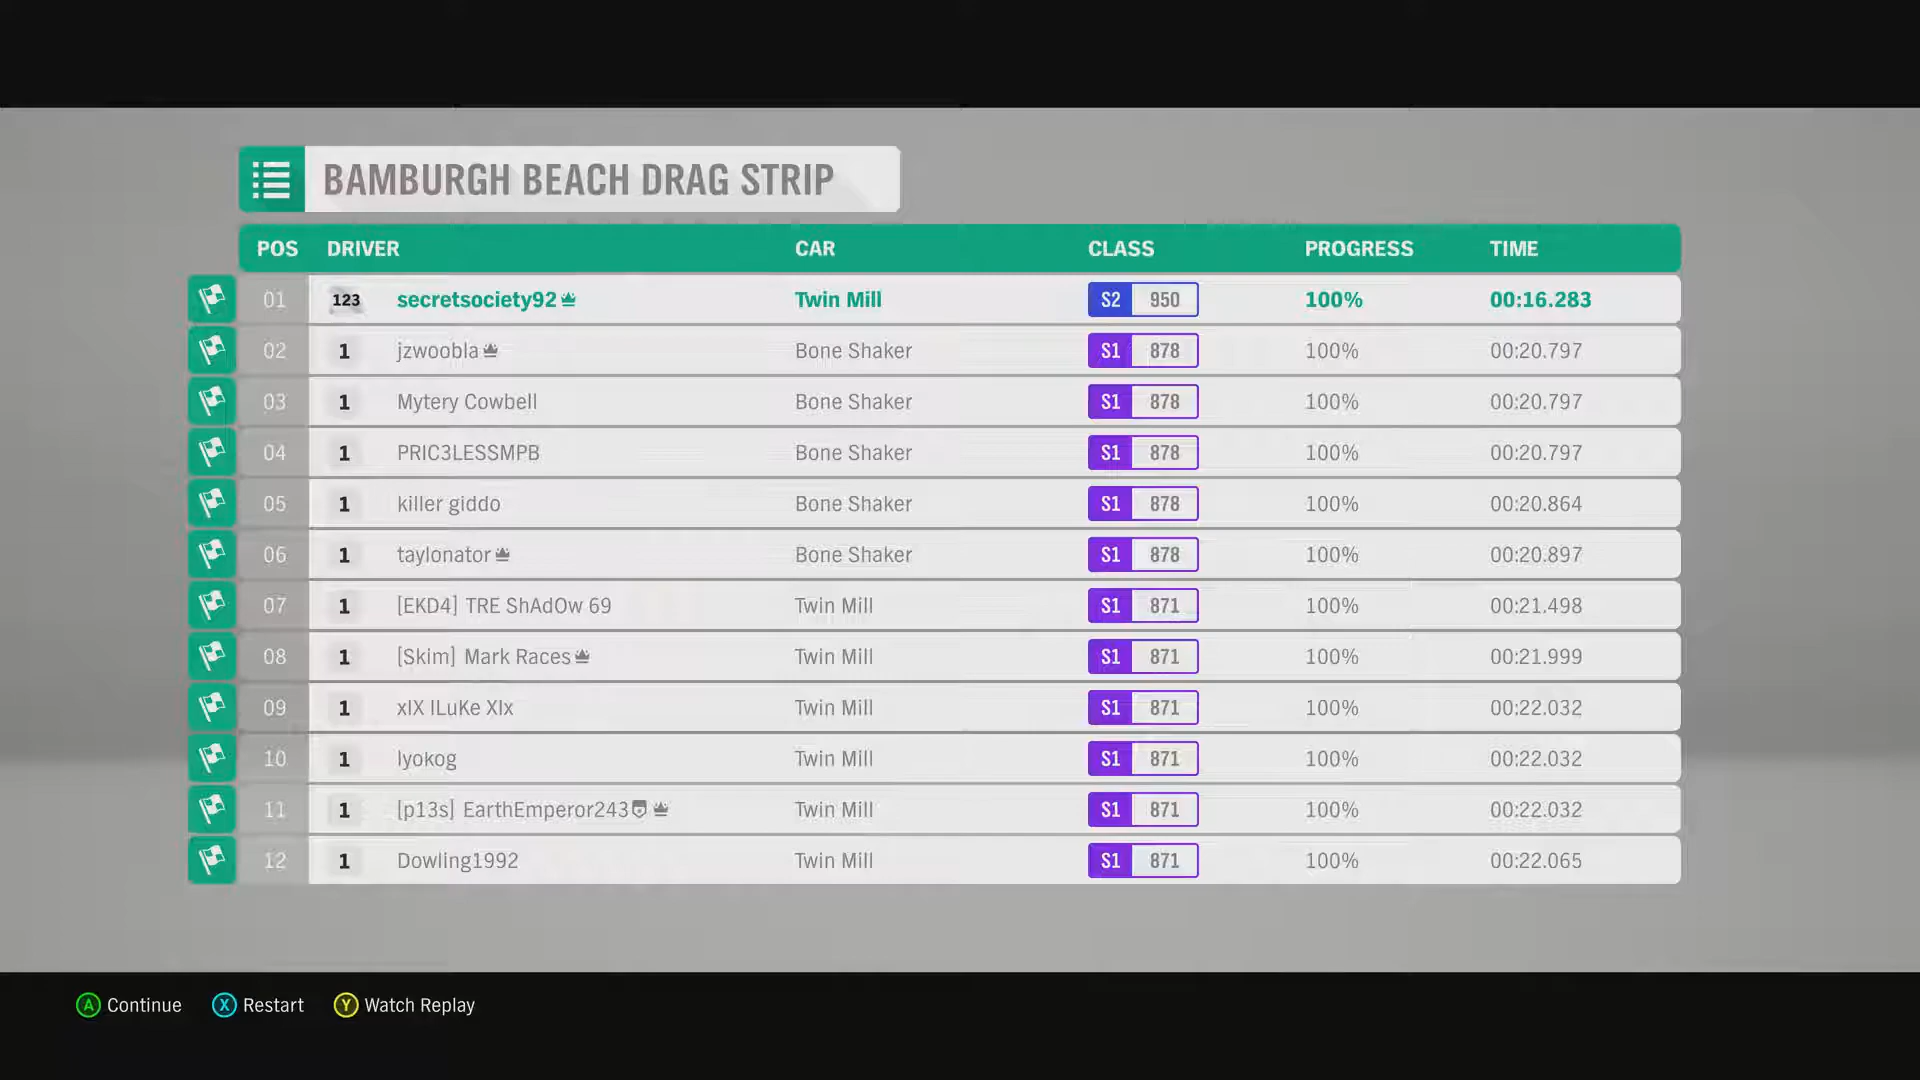 BAMBURGH BEACH DRAG STRIP
POS DRIVER CAR CLASS PROGRESS TIME
01 123 secretsociety92 Twin Mill S2 950 100% 00:16.283
02 1 jzwoobla Bone Shaker S1 878 100% 00:20.797
03 1 Mytery Cowbell Bone Shaker S1 878 100% 00:20.797
04 1 PRIC3LESSMPB Bone Shaker S1 878 100% 00:20.797
05 1 killer giddo Bone Shaker S1 878 100% 00:20.864
06 1 taylonator Bone Shaker S1 878 100% 00:20.897
07 1 [EKD4] TRE ShAdOw 69 Twin Mill S1 871 100% 00:21.498
08 1 [Skim] Mark Races Twin Mill S1 871 100% 00:21.999
09 1 xIX ILuKe XIx Twin Mill S1 871 100% 00:22.032
10 1 lyokog Twin Mill S1 871 100% 00:22.032
11 1 [p13s] EarthEmperor243 Twin Mill S1 871 100% 00:22.032
12 1 Dowling1992 Twin Mill S1 871 100% 00:22.065
A Continue X Restart Y Watch Replay